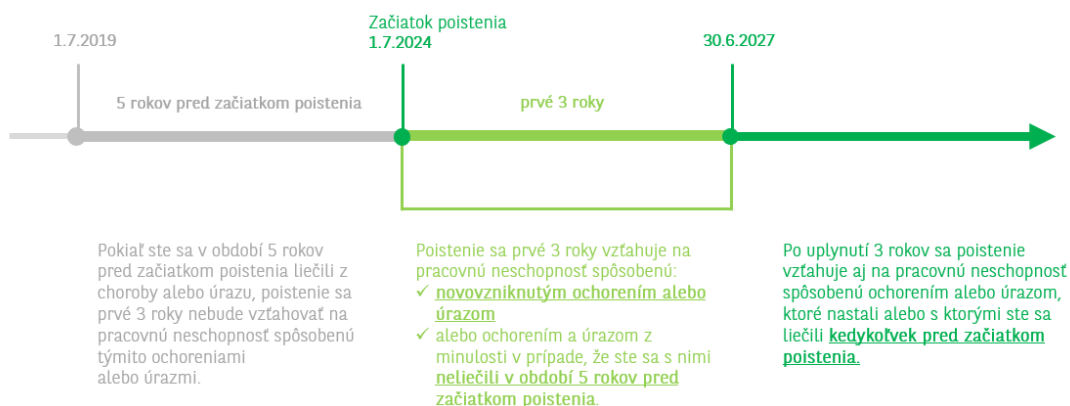 Začiatok poistenia
1.7.2019
1.7.2024
30.6.2027
5 rokov pred začiatkom poistenia
prvé 3 roky
Pokiaľ ste sa v období 5 rokov
pred začiatkom poistenia liečili z
choroby alebo úrazu, poistenie sa
prvé 3 roky nebude vzťahovať na
pracovnú neschopnosť spôsobenú
týmito ochoreniami
alebo úrazmi.
Poistenie sa prvé 3 roky vzťahuje na
pracovnú neschopnosť spôsobenú:
✓ novovzniknutým ochorením alebo
úrazom
✓ alebo ochorením a úrazom z
minulosti v prípade, že ste sa s nimi
neliečili v období 5 rokov pred
začiatkom poistenia.
Po uplynutí 3 rokov sa poistenie
vzťahuje aj na pracovnú neschopnosť
spôsobenú ochorením alebo úrazom,
ktoré nastali alebo s ktorými ste sa
liečili kedykoľvek pred začiatkom
poistenia.